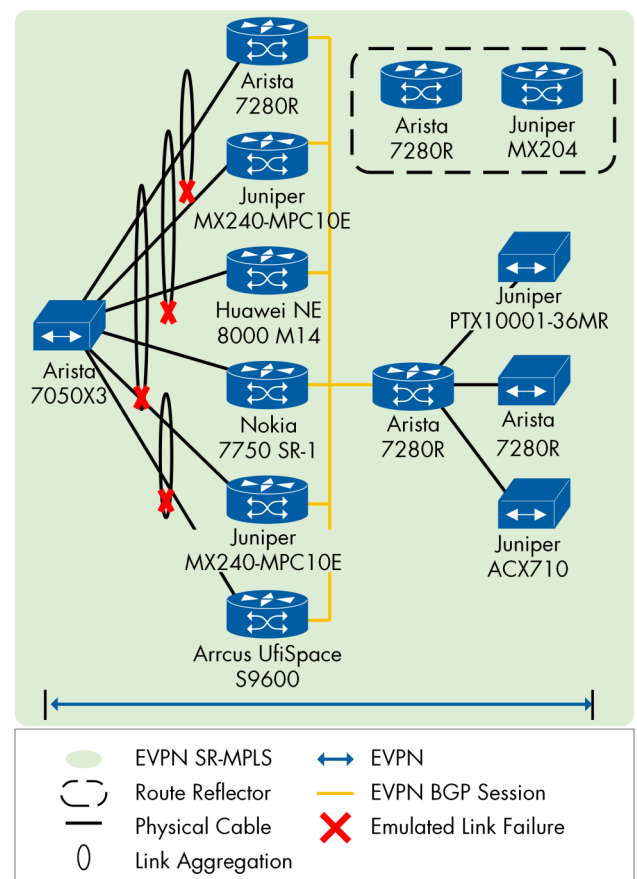 Arista
7280R
Arista
7280R
Juniper
MX204
Juniper
MX240-MPC10E
Huawei NE
8000 M14
Juniper
PTX10001-36MR
Arista
7050X3
Nokia
7750 SR-1
Arista
7280R
Arista
7280R
Juniper
MX240-MPC10E
Juniper
ACX710
Arrcus UfiSpace
S9600
EVPN SR-MPLS
EVPN
Route Reflector
EVPN BGP Session
Physical Cable
Emulated Link Failure
Link Aggregation